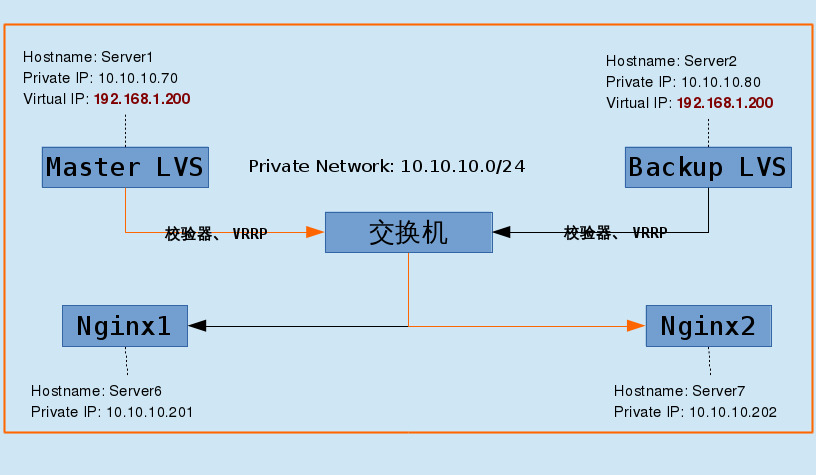 Hostname: Server1
Private IP: 10.10.10.70
Virtual IP: 192.168.1.200
Hostname: Server2
Private IP: 10.10.10.80
Virtual IP: 192.168.1.200
Master LVS
Private Network: 10.10.10.0/24
Backup LVS
校验器、VRRP
交换机
校验器、VRRP
Nginx1
Nginx2
Hostname: Server6
Private IP: 10.10.10.201
Hostname: Server7
Private IP: 10.10.10.202